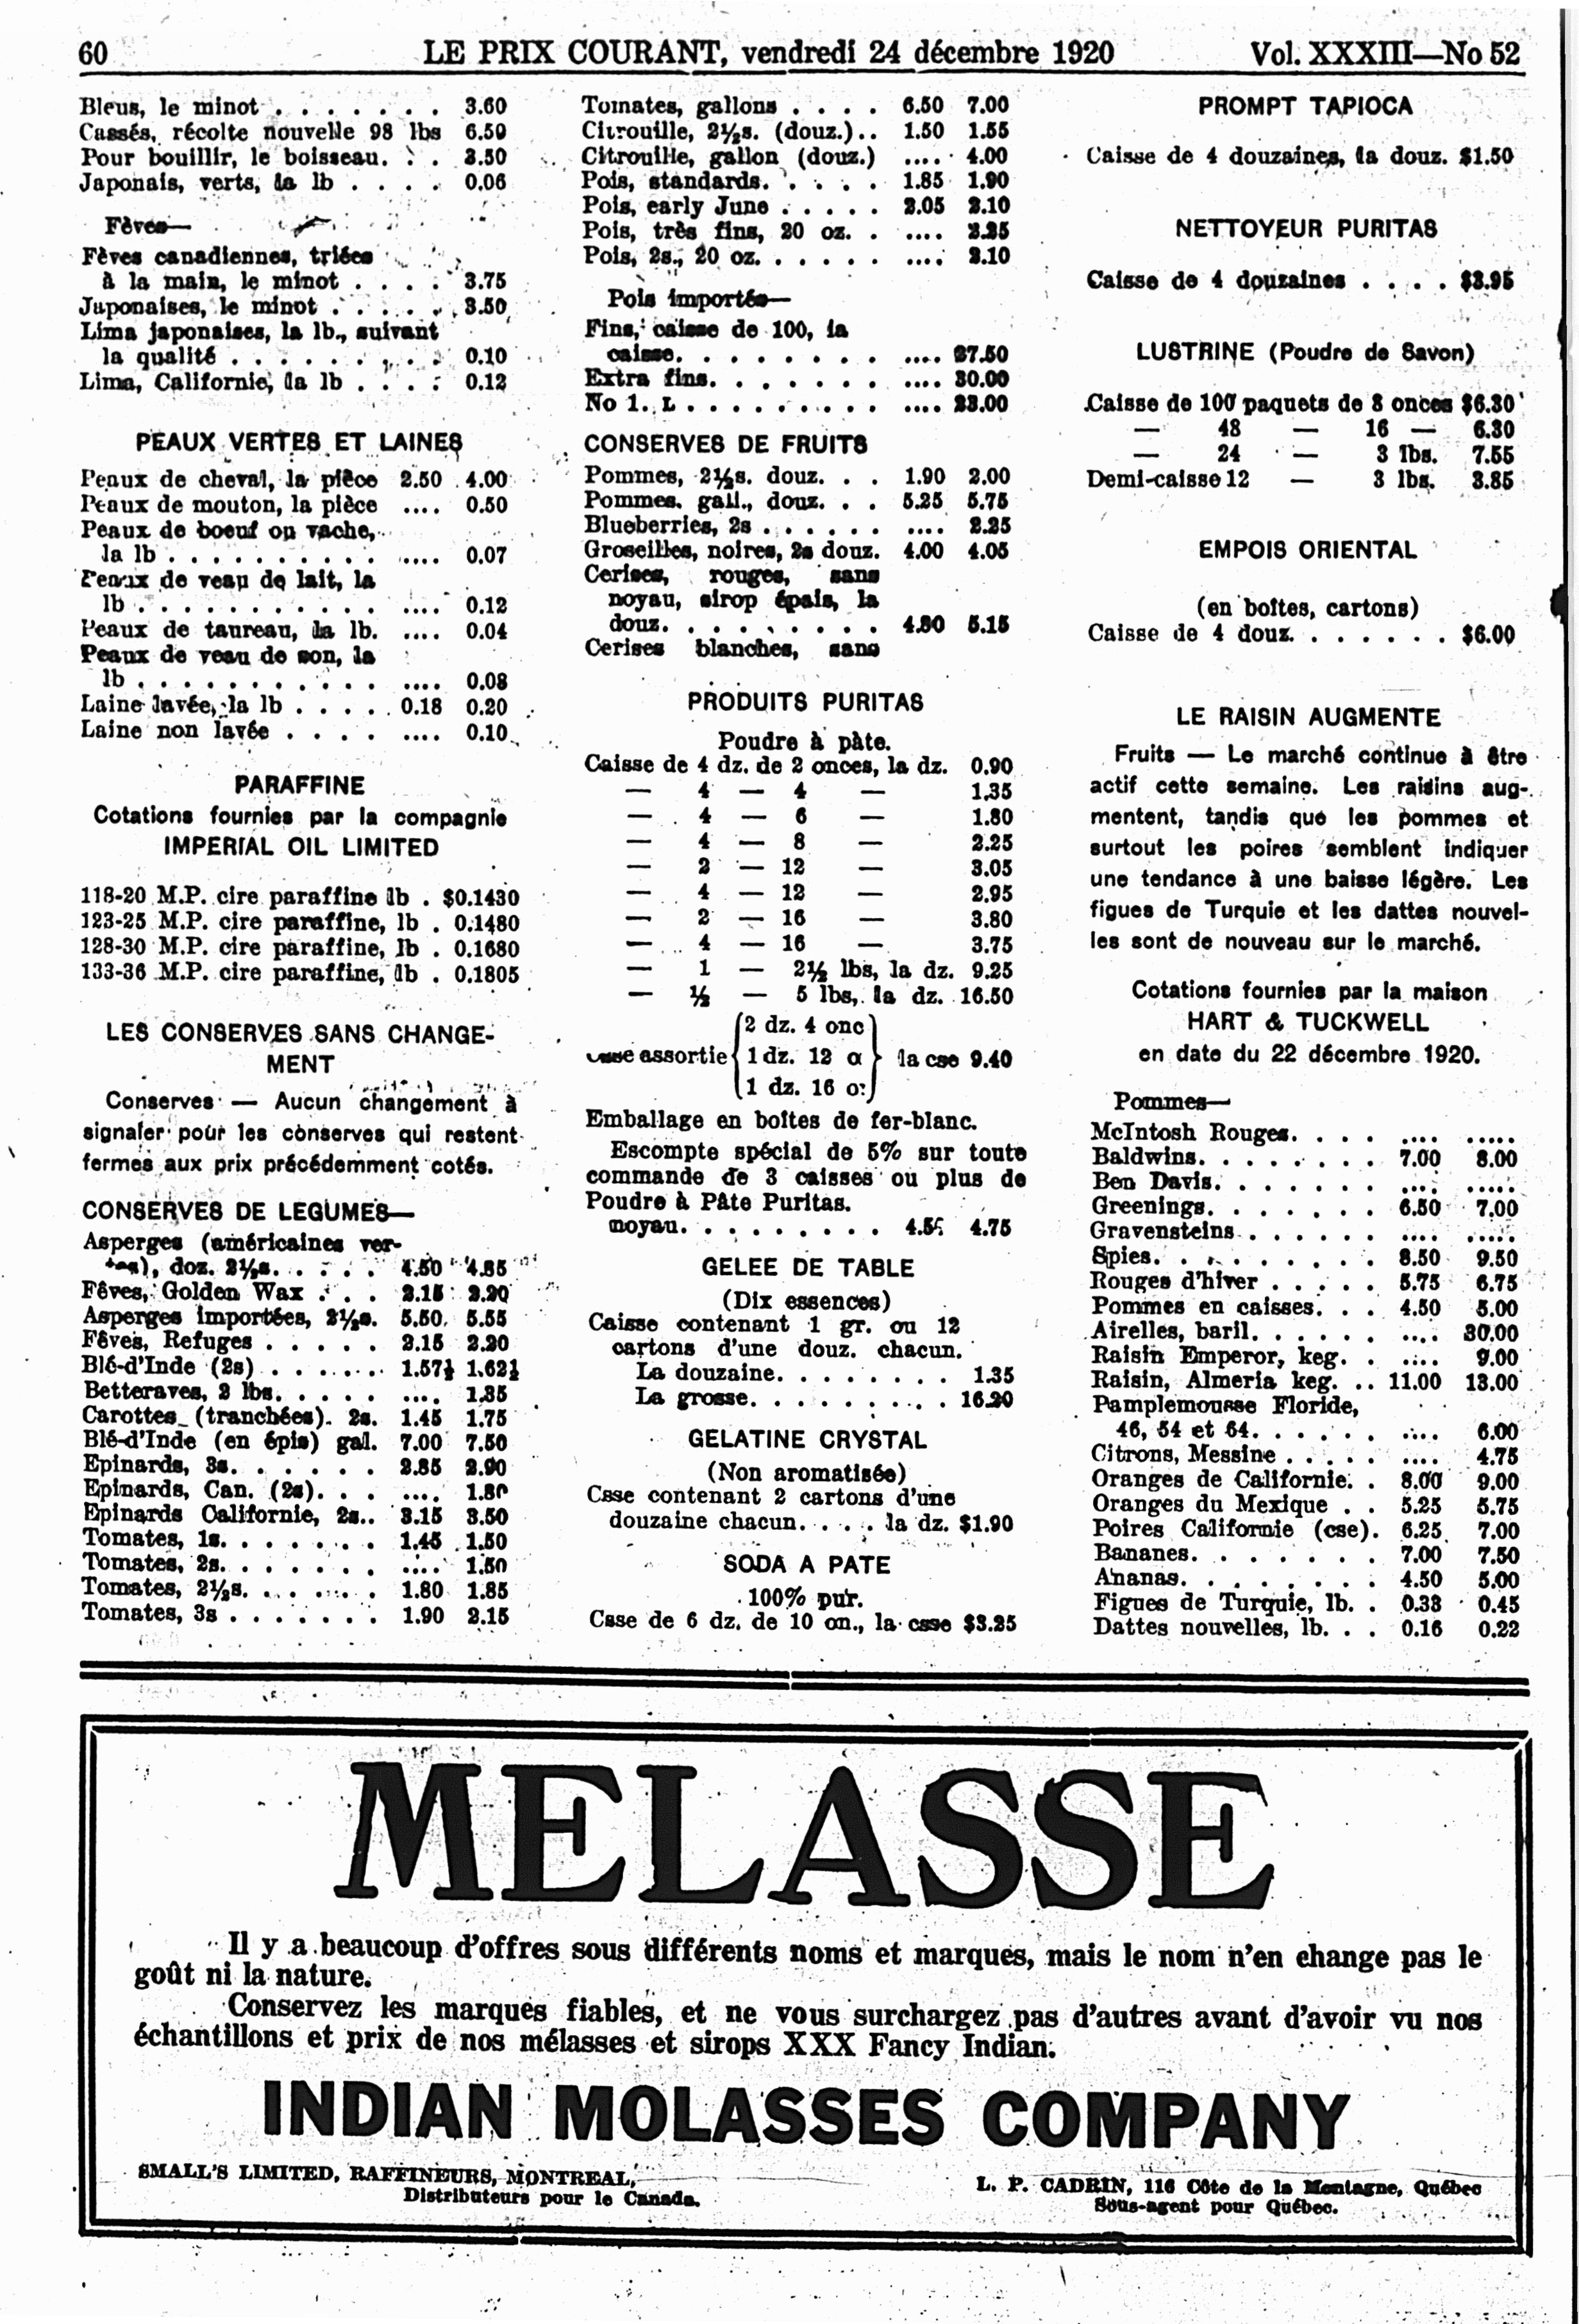 60 LE PRIX COURANT, vendredi 24 décembre 1920 Vol. XXXIII—No 52
Bleus, le minot . . . . . . . 3.60
Cassés, récolte nouvelle 98 lbs 6.50
Pour bouillir, le boisseau. . . 3.50
Japonais, verts, la lb . . . . 0.06
Fèves—
Fèves canadiennes, triées
à la main, le minot . . . . 3.75
Japonaises, le minot . . . . . 3.50
Lima japonaises, la lb., suivant
la qualité . . . . . . . . . 0.10
Lima, Californie, la lb . . . . 0.12
PEAUX VERTES ET LAINES
Peaux de cheval, la pièce 2.50 4.00
Peaux de mouton, la pièce .... 0.50
Peaux de boeuf ou vache,
la lb . . . . . . . . . . .... 0.07
Peaux de veau de lait, la
lb . . . . . . . . . . . .... 0.12
Peaux de taureau, la lb. .... 0.04
Peaux de veau de son, la
lb . . . . . . . . . . . .... 0.08
Laine lavée, la lb . . . . . 0.18 0.20
Laine non lavée . . . . .... 0.10
PARAFFINE
Cotations fournies par la compagnie
IMPERIAL OIL LIMITED
118-20 M.P. cire paraffine lb . $0.1430
123-25 M.P. cire paraffine, lb . 0.1480
128-30 M.P. cire paraffine, lb . 0.1680
133-36 M.P. cire paraffine, lb . 0.1805
LES CONSERVES SANS CHANGE-
MENT
Conserves — Aucun changement à
signaler pour les conserves qui restent
fermes aux prix précédemment cotés.
CONSERVES DE LEGUMES—
Asperges (américaines ver-
tes), doz. 2½s. . . . . 4.50 4.85
Fèves, Golden Wax . . . 2.15 2.20
Asperges importées, 2½s. 5.50 5.55
Fèves, Refuges . . . . . 2.15 2.20
Blé-d'Inde (2s) . . . . . . . 1.57½ 1.62½
Betteraves, 3 lbs. . . . . .... 1.35
Carottes (tranchées). 2s. 1.45 1.75
Blé-d'Inde (en épis) gal. 7.00 7.50
Epinards, 3s. . . . . . . 2.85 2.90
Epinards, Can. (2s). . . .... 1.80
Epinards Californie, 2s.. 3.15 3.50
Tomates, 1s. . . . . . . . 1.45 1.50
Tomates, 2s. . . . . . . .... 1.50
Tomates, 2½s. . . . . . . 1.80 1.85
Tomates, 3s . . . . . . . 1.90 2.15
Tomates, gallons . . . . 6.50 7.00
Citrouille, 2½s. (douz.).. 1.50 1.55
Citrouille, gallon (douz.) .... 4.00
Pois, standards. . . . . 1.85 1.90
Pois, early June . . . . . 2.05 2.10
Pois, très fins, 20 oz. . .... 2.25
Pois, 2s., 20 oz. . . . . . .... 2.10
Pois importés—
Fins, caisse de 100, la
caisse. . . . . . . . . .... 27.50
Extra fins. . . . . . . .... 30.00
No 1. L . . . . . . . . . .... 23.00
CONSERVES DE FRUITS
Pommes, 2½s. douz. . . 1.90 2.00
Pommes. gall., douz. . . 5.25 5.75
Blueberries, 2s . . . . . . .... 2.25
Groseilles, noires, 2s douz. 4.00 4.05
Cerises, rouges, sans
noyau, sirop épais, la
douz. . . . . . . . . 4.80 5.15
Cerises blanches, sans
PRODUITS PURITAS
Poudre à pâte.
Caisse de 4 dz. de 2 onces, la dz. 0.90
— 4 — 4 — 1.35
— 4 — 6 — 1.80
— 4 — 8 — 2.25
— 2 — 12 — 3.05
— 4 — 12 — 2.95
— 2 — 16 — 3.80
— 4 — 16 — 3.75
— 1 — 2½ lbs, la dz. 9.25
— ½ — 5 lbs,. la dz. 16.50
2 dz. 4 onc
assortie 1 dz. 12 la cse 9.40
1 dz. 16
Emballage en boîtes de fer-blanc.
Escompte spécial de 5% sur toute
commande de 3 caisses ou plus de
Poudre à Pâte Puritas.
noyau. . . . . . . . . 4.5 4.75
GELEE DE TABLE
(Dix essences)
Caisse contenant 1 gr. ou 12
cartons d'une douz. chacun.
La douzaine. . . . . . . . 1.35
La grosse. . . . . . . . . . 16.20
GELATINE CRYSTAL
(Non aromatisée)
Csse contenant 2 cartons d'une
douzaine chacun. . . . . la dz. $1.90
SODA A PATE
100% pur.
Csse de 6 dz. de 10 on., la csse $3.25
PROMPT TAPIOCA
Caisse de 4 douzaines, la douz. $1.50
NETTOYEUR PURITAS
Caisse de 4 douzaines . . . . $3.95
LUSTRINE (Poudre de Savon)
Caisse de 100 paquets de 8 onces $6.30
— 48 — 16 — 6.30
— 24 — 3 lbs. 7.55
Demi-caisse 12 — 3 lbs. 3.85
EMPOIS ORIENTAL
(en boîtes, cartons)
Caisse de 4 douz. . . . . . . $6.00
LE RAISIN AUGMENTE
Fruits — Le marché continue à être
actif cette semaine. Les raisins aug-
mentent, tandis que les pommes et
surtout les poires semblent indiquer
une tendance à une baisse légère. Les
figues de Turquie et les dattes nouvel-
les sont de nouveau sur le marché.
Cotations fournies par la maison
HART & TUCKWELL
en date du 22 décembre 1920.
Pommes—
McIntosh Rouges. . . . .... .....
Baldwins. . . . . . . . 7.00 8.00
Ben Davis. . . . . . . .... .....
Greenings. . . . . . . . 6.50 7.00
Gravensteins . . . . . . .... .....
Spies. . . . . . . . . 8.50 9.50
Rouges d'hiver . . . . . 5.75 6.75
Pommes en caisses. . . 4.50 5.00
Airelles, baril. . . . . . .... 30.00
Raisin Emperor, keg. . .... 9.00
Raisin, Almeria keg. .. 11.00 13.00
Pamplemousse Floride,
46, 54 et 64. . . . . . .... 6.00
Citrons, Messine . . . . . .... 4.75
Oranges de Californie. . 8.00 9.00
Oranges du Mexique . . 5.25 5.75
Poires Californie (cse). 6.25 7.00
Bananes. . . . . . . . 7.00 7.50
Ananas. . . . . . . . . 4.50 5.00
Figues de Turquie, lb. . 0.38 0.45
Dattes nouvelles, lb. . . . 0.16 0.22
MELASSE
Il y a beaucoup d'offres sous différents noms et marques, mais le nom n'en change pas le
goût ni la nature.
Conservez les marques fiables, et ne vous surchargez pas d'autres avant d'avoir vu nos
échantillons et prix de nos mélasses et sirops XXX Fancy Indian.
INDIAN MOLASSES COMPANY
SMALL'S LIMITED, RAFFINEURS, MONTREAL,
Distributeurs pour le Canada.
L. P. CADRIN, 116 Côte de la Montagne, Québec
Sous-agent pour Québec.